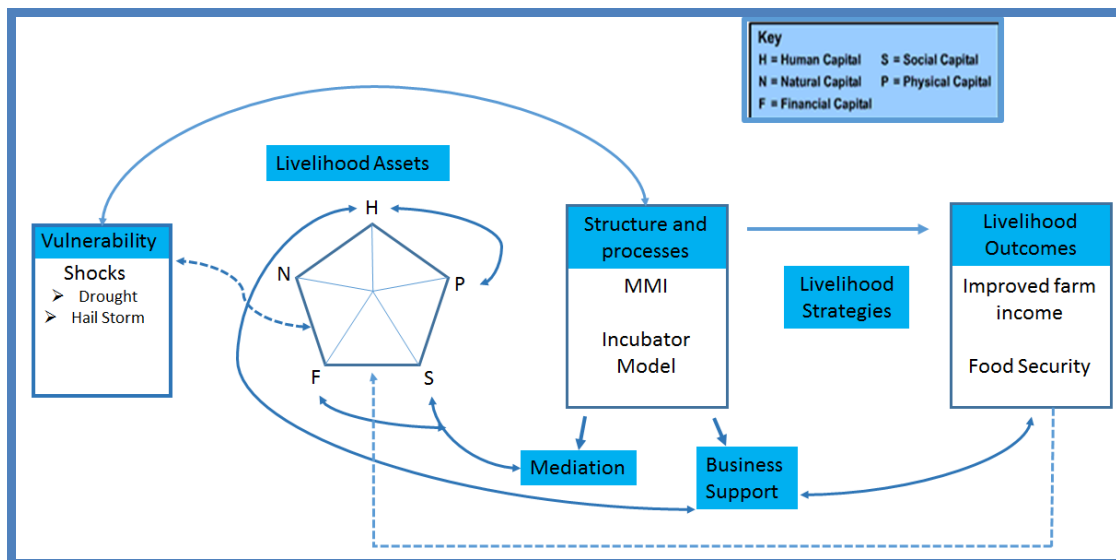 Key
H = Human Capital S = Social Capital
N = Natural Capital P = Physical Capital
F = Financial Capital
Livelihood Assets
H
N
P
F
S
Vulnerability
Shocks
➢ Drought
➢ Hail Storm
Structure and
processes
MMI
Incubator
Model
Livelihood
Strategies
Livelihood
Outcomes
Improved farm
income
Food Security
Mediation
Business
Support